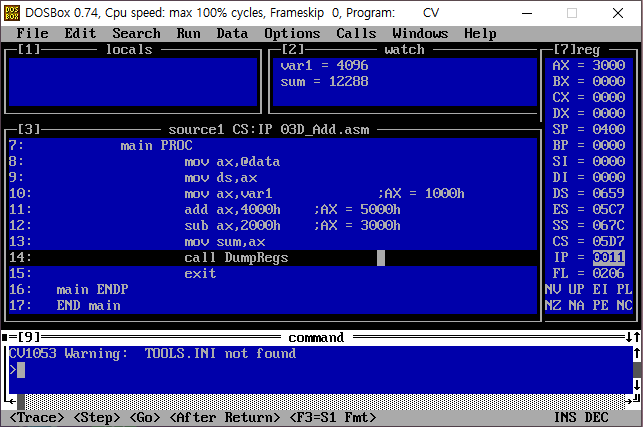 DOSBox 0.74, Cpu speed: max 100% cycles, Frameskip 0, Program: CV
File Edit Search Run Data Options Calls Windows Help
[1] locals
[2] watch
var1 = 4096
sum = 12288
[7]reg
AX = 3000
BX = 0000
CX = 0000
DX = 0000
SP = 0400
BP = 0000
SI = 0000
DI = 0000
DS = 0659
ES = 05C7
SS = 067C
CS = 05D7
IP = 0011
FL = 0206
NV UP EI PL
NZ NA PE NC
[3] source1 CS:IP 03D_Add.asm
7: main PROC
8: mov ax,@data
9: mov ds,ax
10: mov ax,var1 ;AX = 1000h
11: add ax,4000h ;AX = 5000h
12: sub ax,2000h ;AX = 3000h
13: mov sum,ax
14: call DumpRegs
15: exit
16: main ENDP
17: END main
[9] command
CV1053 Warning: TOOLS.INI not found
>
<Trace> <Step> <Go> <After Return> <F3=S1 Fmt> INS DEC